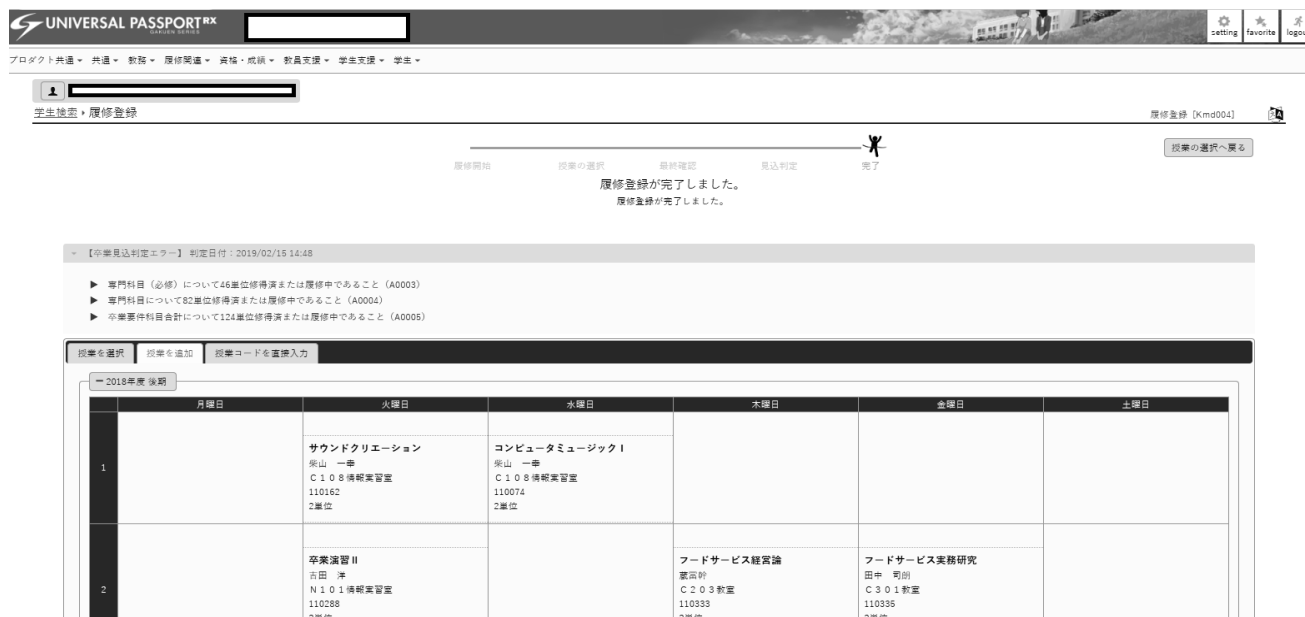 UNIVERSAL PASSPORT RX
GAKUEN SERIES
setting favorite logou
プロダクト共通 共通 教務 履修関連 資格・成績 教員支援 学生支援 学生
学生検索 履修登録
履修登録 [Kmd004]
授業の選択へ戻る
履修開始 授業の選択 最終確認 見込判定 完了
履修登録が完了しました。
履修登録が完了しました。
【卒業見込判定エラー】 判定日付：2019/02/15 14:48
▶ 専門科目（必修）について46単位修得済または履修中であること（A0003）
▶ 専門科目について82単位修得済または履修中であること（A0004）
▶ 卒業要件科目合計について124単位修得済または履修中であること（A0005）
授業を選択 授業を追加 授業コードを直接入力
ー 2018年度 後期
月曜日 火曜日 水曜日 木曜日 金曜日 土曜日
1
サウンドクリエーション
柴山 一幸
Ｃ１０８情報実習室
110162
2単位
コンピュータミュージックⅠ
柴山 一幸
Ｃ１０８情報実習室
110074
2単位
2
卒業演習Ⅱ
古田 洋
Ｎ１０１情報実習室
110288
2単位
フードサービス経営論
蔵冨幹
Ｃ２０３教室
110333
2単位
フードサービス実務研究
田中 司朗
Ｃ３０１教室
110335
2単位